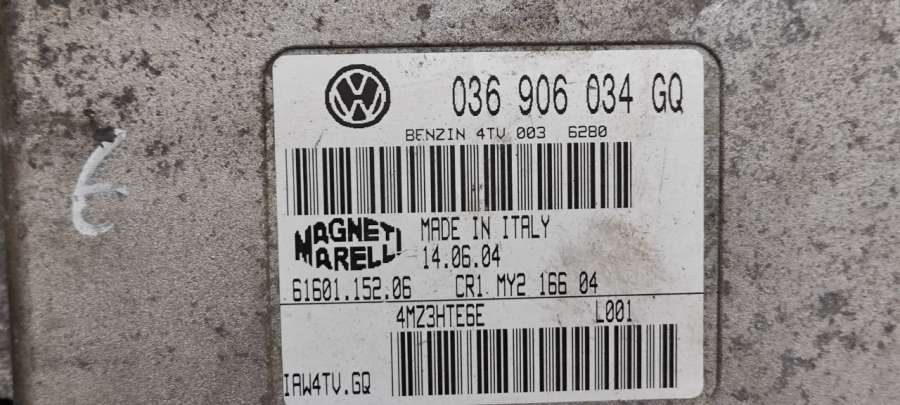 036 906 034 GQ
BENZIN 4TV 003 6280
MAGNETI MARELLI
MADE IN ITALY
14.06.04
61601.152.06 CR1 MY2 166 04
4MZ3HTE6E L001
IAW4TV.GQ